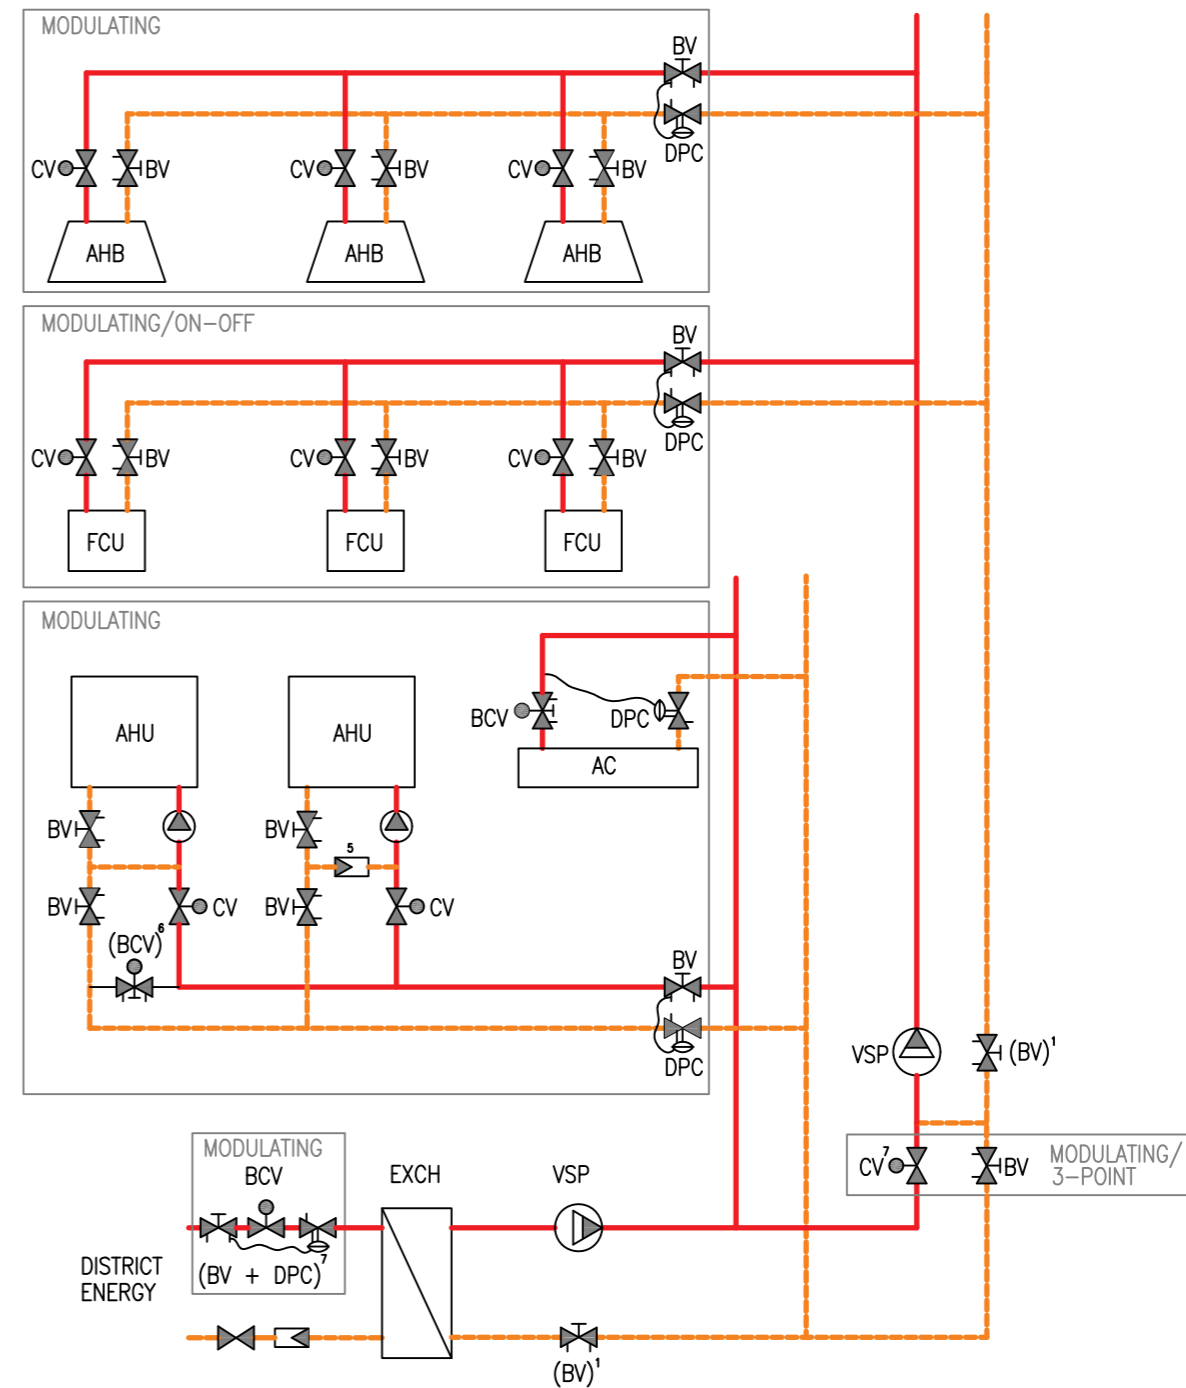 MODULATING
BV
DPC
CV
BV
CV
BV
CV
BV
AHB
AHB
AHB
MODULATING/ON-OFF
BV
DPC
CV
BV
CV
BV
CV
BV
FCU
FCU
FCU
MODULATING
AHU
AHU
BCV
DPC
AC
BV
BV
5
BV
CV
BV
CV
(BCV)⁶
BV
DPC
VSP
(BV)¹
MODULATING
BCV
EXCH
VSP
CV⁷
BV
MODULATING/
3-POINT
(BV + DPC)⁷
DISTRICT
ENERGY
(BV)¹